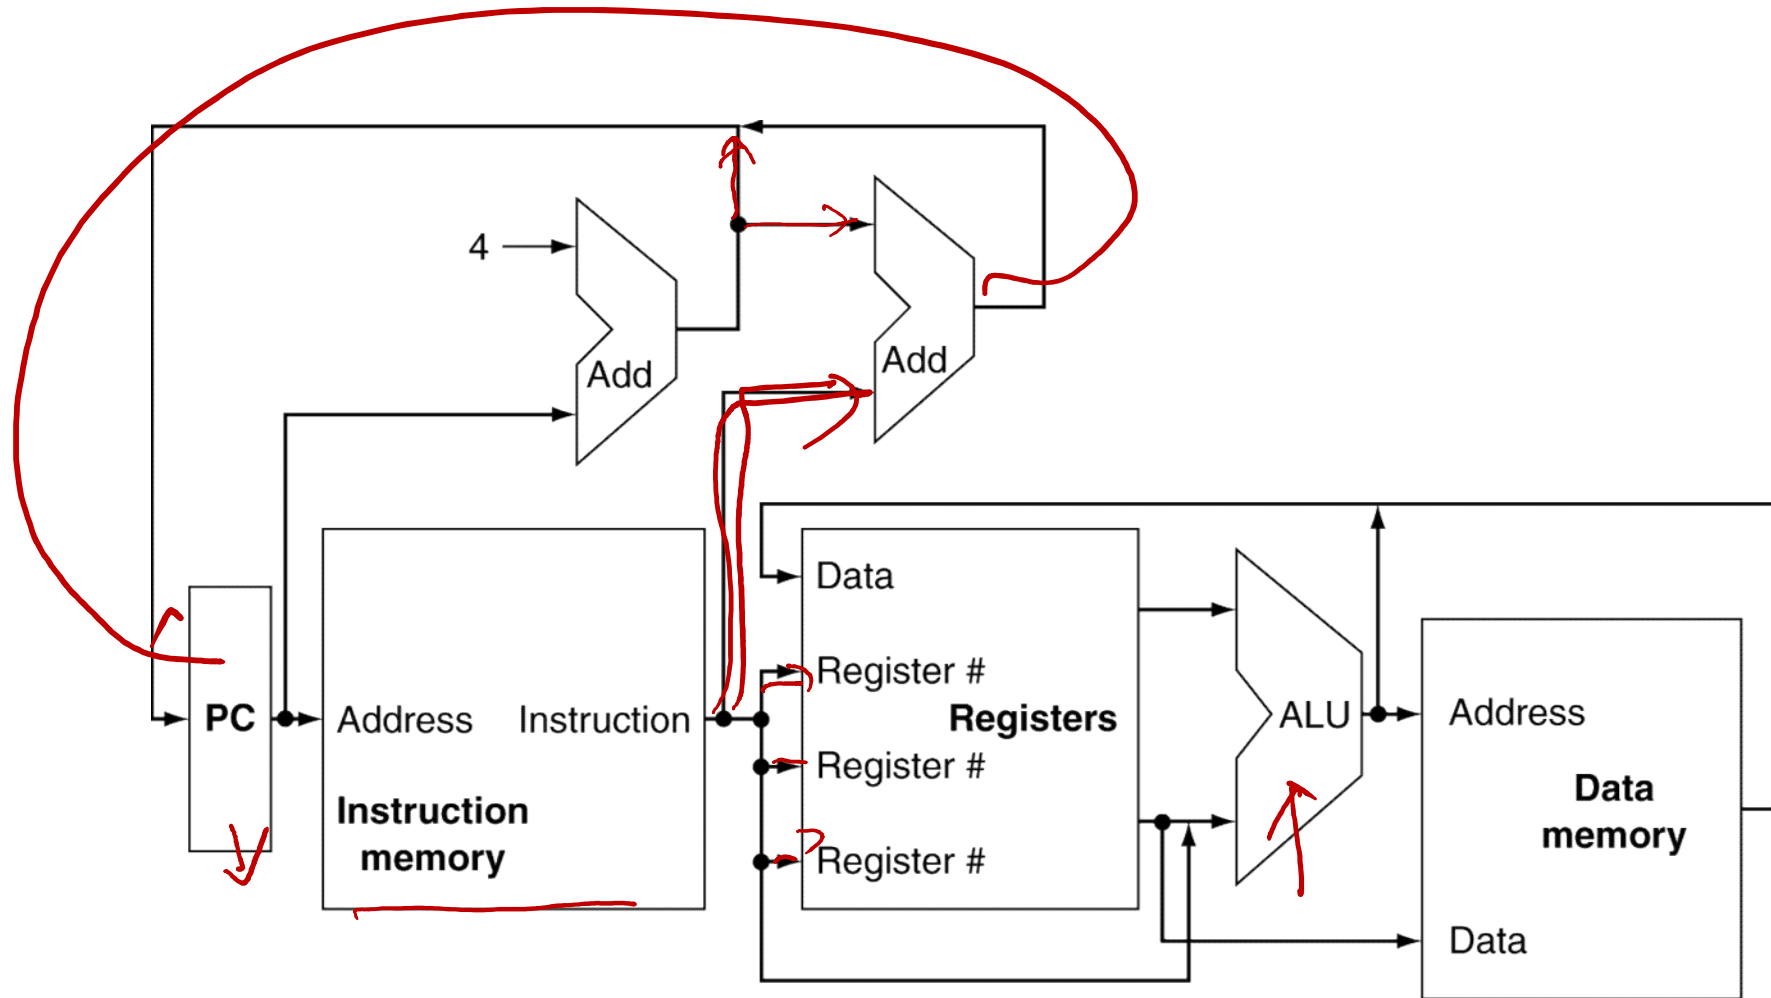 4
Add
Add
Data
Register #
PC
Address
Instruction
Registers
ALU
Address
Register #
Instruction
memory
Data
memory
Register #
Data